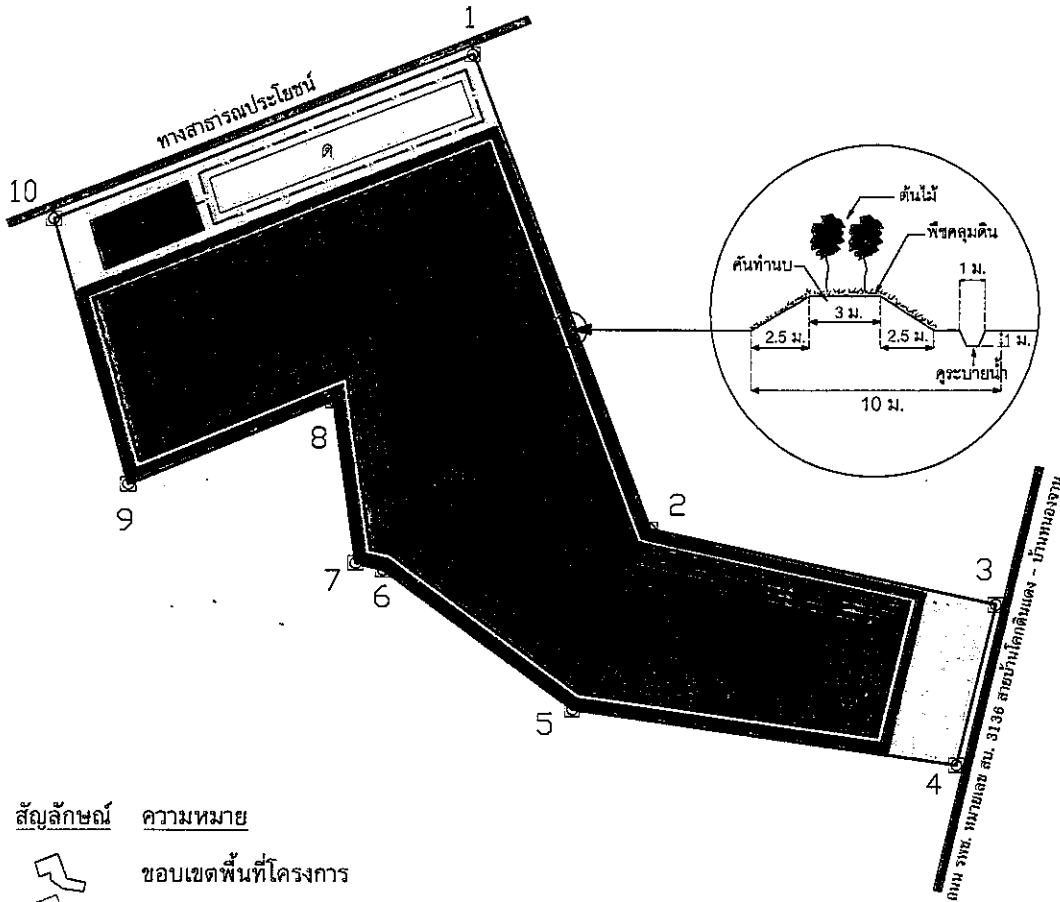 1
ทางสาธารณประโยชน์
10
ต้นไม้
พืชคลุมดิน
คันทำนบ
1 ม.
3 ม.
2.5 ม.
2.5 ม.
1 ม.
คูระบายน้ำ
10 ม.
8
9
2
7
6
3
5
4
ถนน รพช. หมายเลข สบ. 3136 สายบ้านโคกดินแดง - บ้านหนองจาน
สัญลักษณ์ ความหมาย
ขอบเขตพื้นที่โครงการ